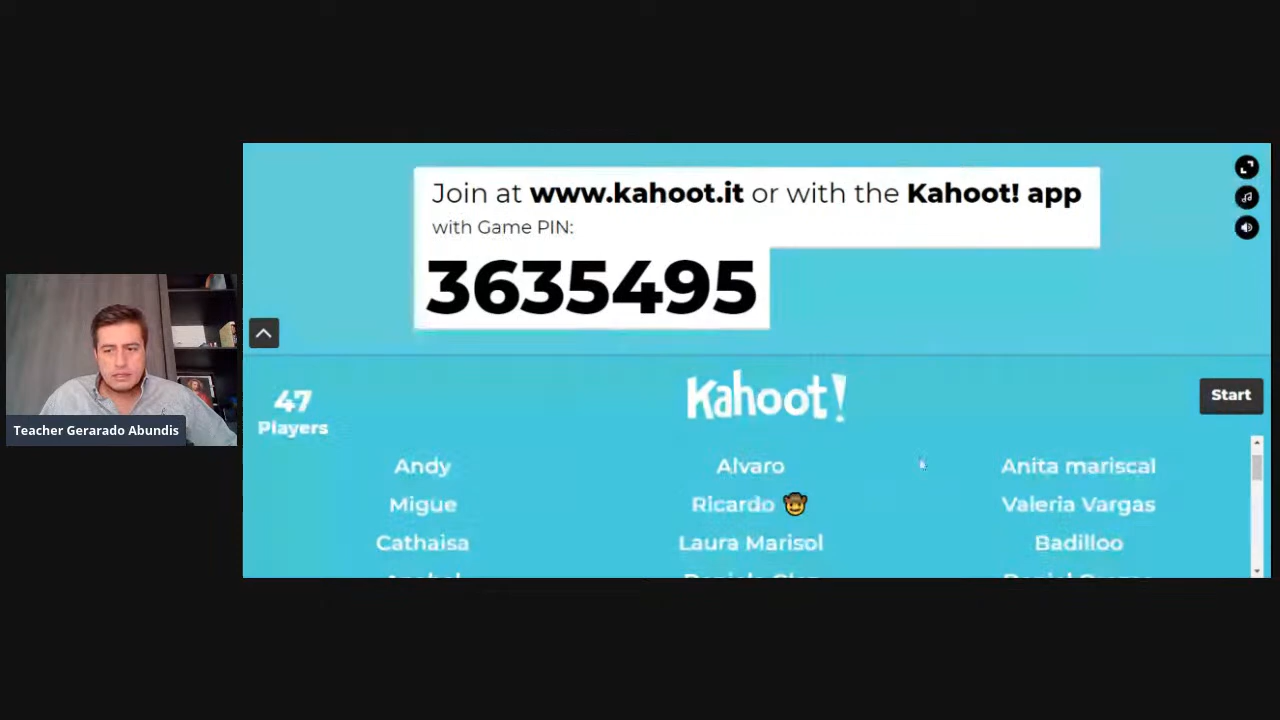 Join at www.kahoot.it or with the Kahoot! app
with Game PIN:
3635495
47
Players
Kahoot!
Start
Andy
Alvaro
Anita mariscal
Migue
Ricardo 🤠
Valeria Vargas
Cathaisa
Laura Marisol
Badilloo
Teacher Gerarado Abundis